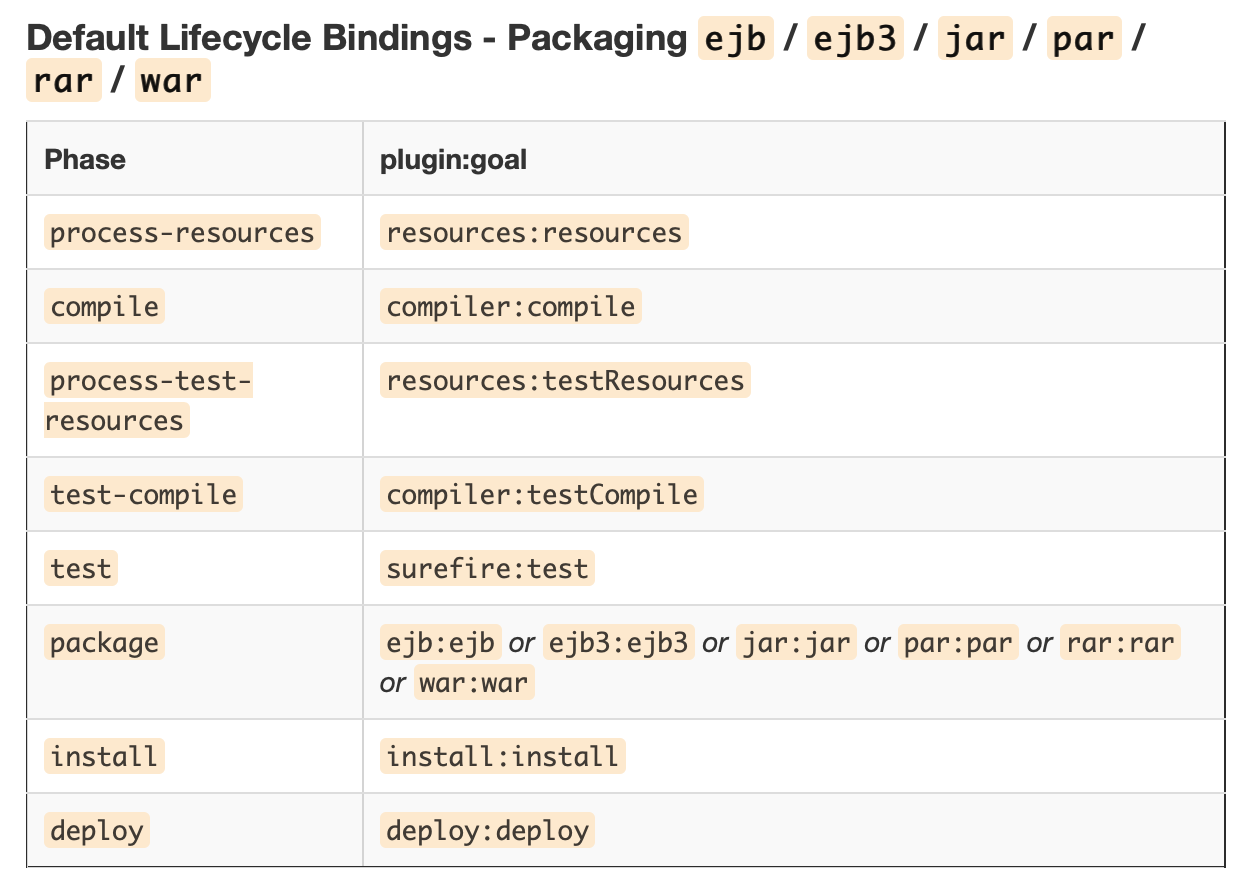 Default Lifecycle Bindings - Packaging ejb / ejb3 / jar / par /
rar / war
Phase plugin:goal
process-resources resources:resources
compile compiler:compile
process-test- resources:testResources
resources
test-compile compiler:testCompile
test surefire:test
package ejb:ejb or ejb3:ejb3 or jar:jar or par:par or rar:rar
or war:war
install install:install
deploy deploy:deploy